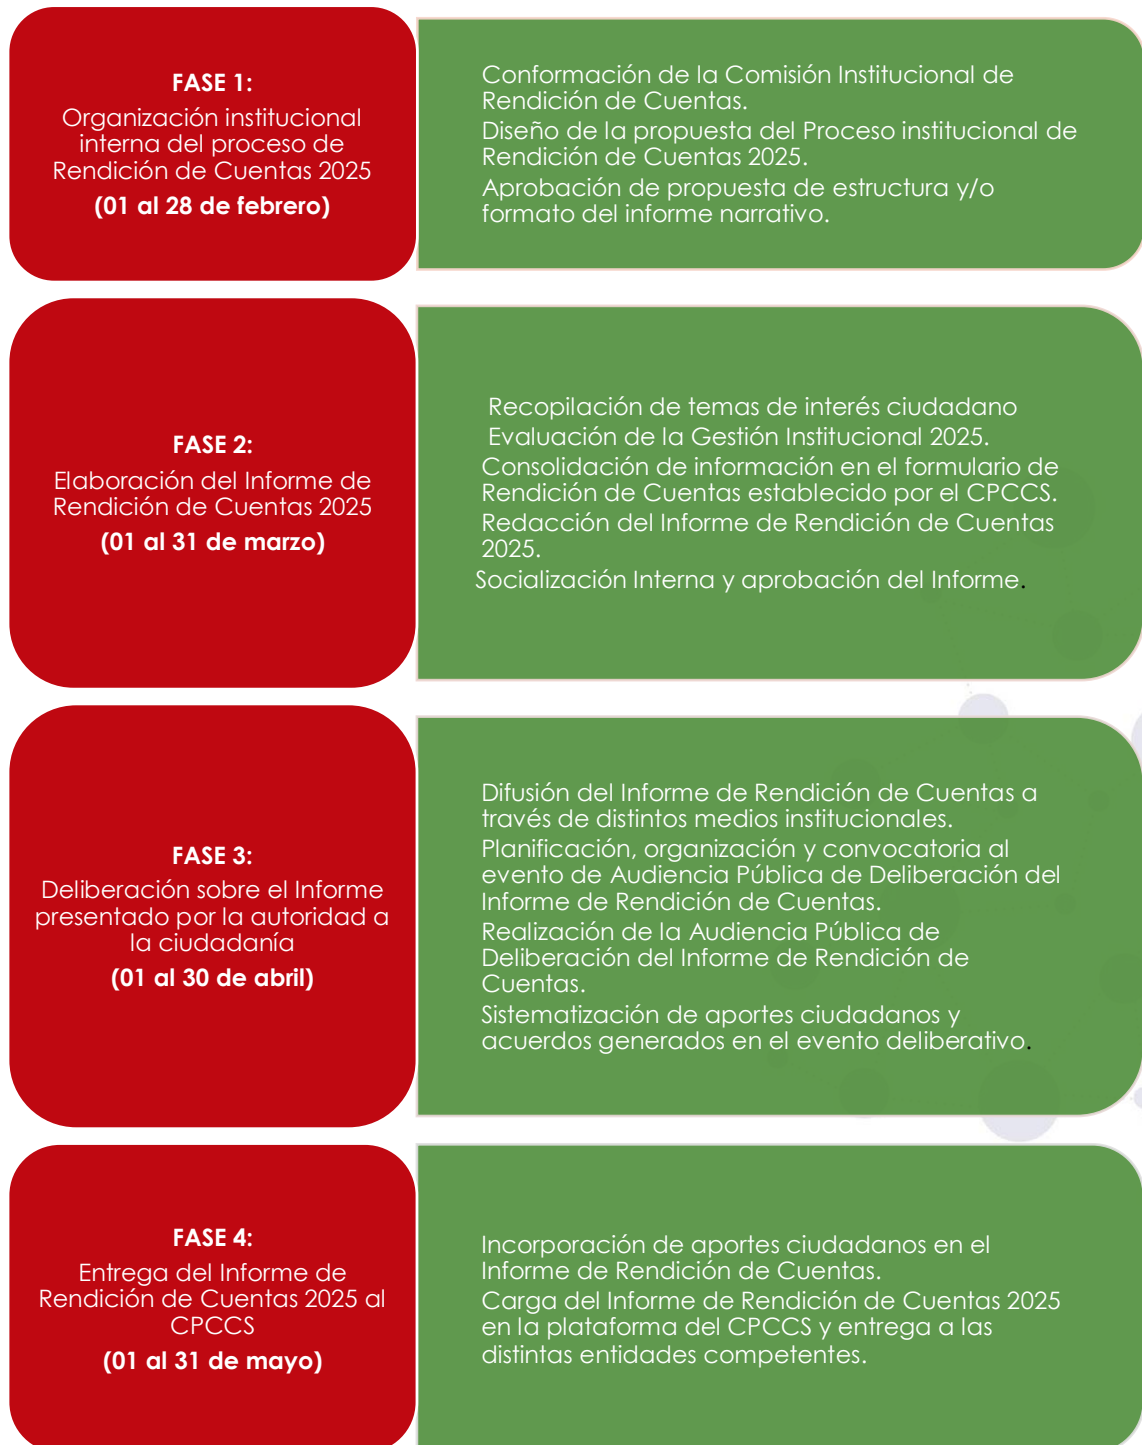 FASE 1:
Organización institucional
interna del proceso de
Rendición de Cuentas 2025
(01 al 28 de febrero)
Conformación de la Comisión Institucional de
Rendición de Cuentas.
Diseño de la propuesta del Proceso institucional de
Rendición de Cuentas 2025.
Aprobación de propuesta de estructura y/o
formato del informe narrativo.
FASE 2:
Elaboración del Informe de
Rendición de Cuentas 2025
(01 al 31 de marzo)
Recopilación de temas de interés ciudadano
Evaluación de la Gestión Institucional 2025.
Consolidación de información en el formulario de
Rendición de Cuentas establecido por el CPCCS.
Redacción del Informe de Rendición de Cuentas
2025.
Socialización Interna y aprobación del Informe.
FASE 3:
Deliberación sobre el Informe
presentado por la autoridad a
la ciudadanía
(01 al 30 de abril)
Difusión del Informe de Rendición de Cuentas a
través de distintos medios institucionales.
Planificación, organización y convocatoria al
evento de Audiencia Pública de Deliberación del
Informe de Rendición de Cuentas.
Realización de la Audiencia Pública de
Deliberación del Informe de Rendición de
Cuentas.
Sistematización de aportes ciudadanos y
acuerdos generados en el evento deliberativo.
FASE 4:
Entrega del Informe de
Rendición de Cuentas 2025 al
CPCCS
(01 al 31 de mayo)
Incorporación de aportes ciudadanos en el
Informe de Rendición de Cuentas.
Carga del Informe de Rendición de Cuentas 2025
en la plataforma del CPCCS y entrega a las
distintas entidades competentes.